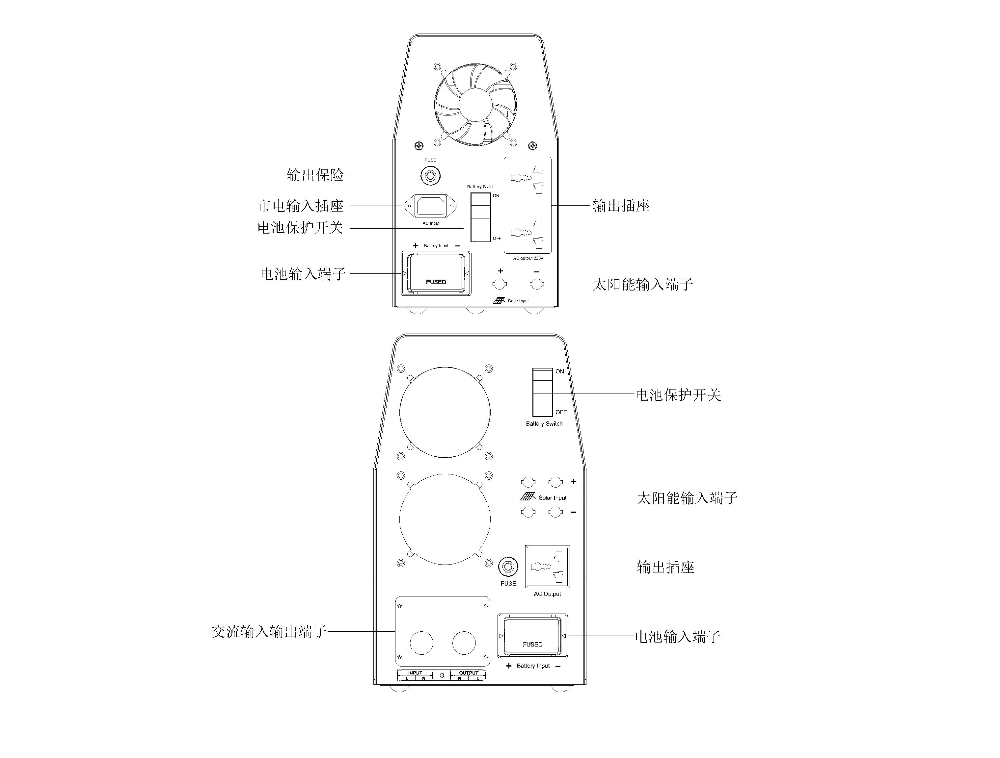 FUSE
输出保险
Battery Switch
ON
市电输入插座
输出插座
AC Input
电池保护开关
OFF
+ Battery Input −
AC output 220V
电池输入端子
FUSED
+ −
太阳能输入端子
Solar Input
ON
电池保护开关
OFF
Battery Switch
+
Solar Input
太阳能输入端子
−
输出插座
FUSE
AC Output
交流输入输出端子
电池输入端子
FUSED
+ Battery Input −
INPUT G OUTPUT
L N N L